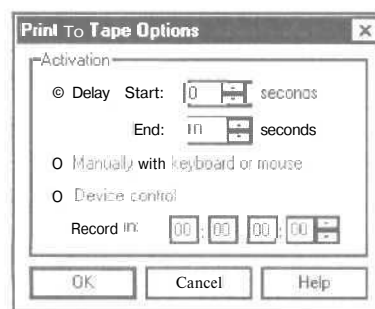 Print To Tape Options
Activation
Delay Start: 0 seconds
End: 10 seconds
Manually with keyboard or mouse
Device control
Record in: 00 : 00 00 : 00
OK Cancel Help